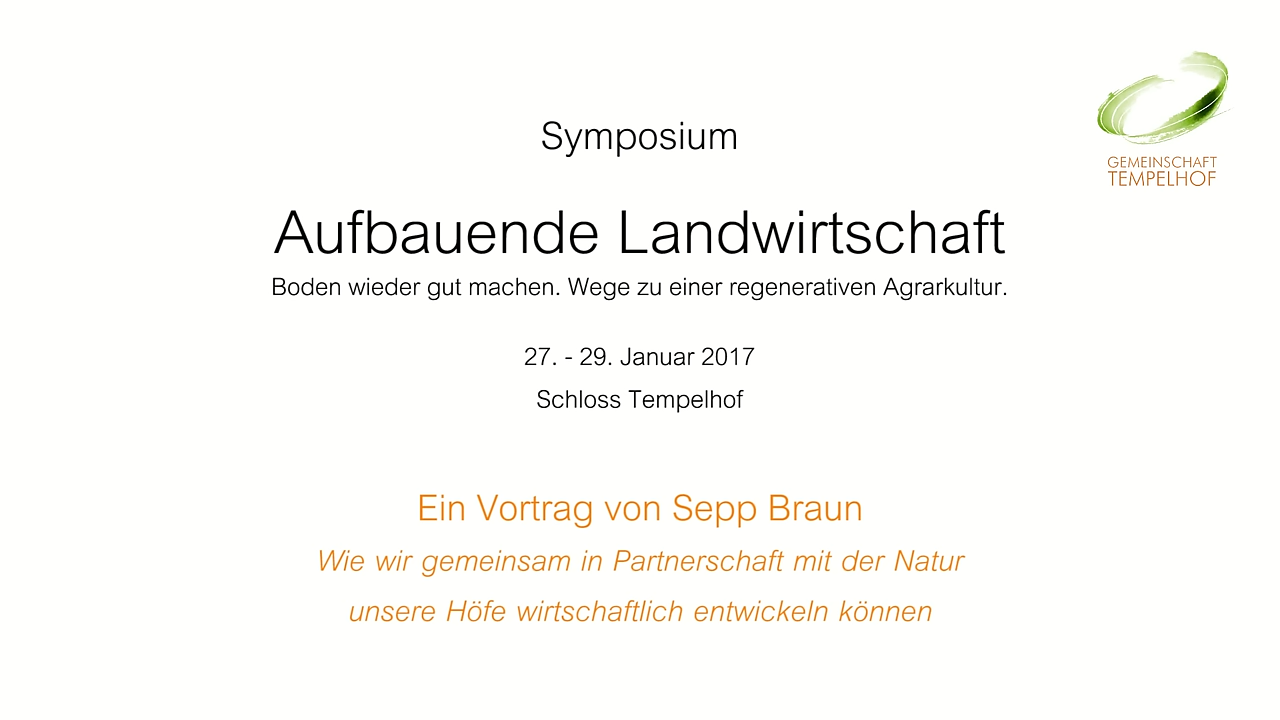 Symposium
GEMEINSCHAFT
TEMPELHOF
Aufbauende Landwirtschaft
Boden wieder gut machen. Wege zu einer regenerativen Agrarkultur.
27. - 29. Januar 2017
Schloss Tempelhof
Ein Vortrag von Sepp Braun
Wie wir gemeinsam in Partnerschaft mit der Natur
unsere Höfe wirtschaftlich entwickeln können